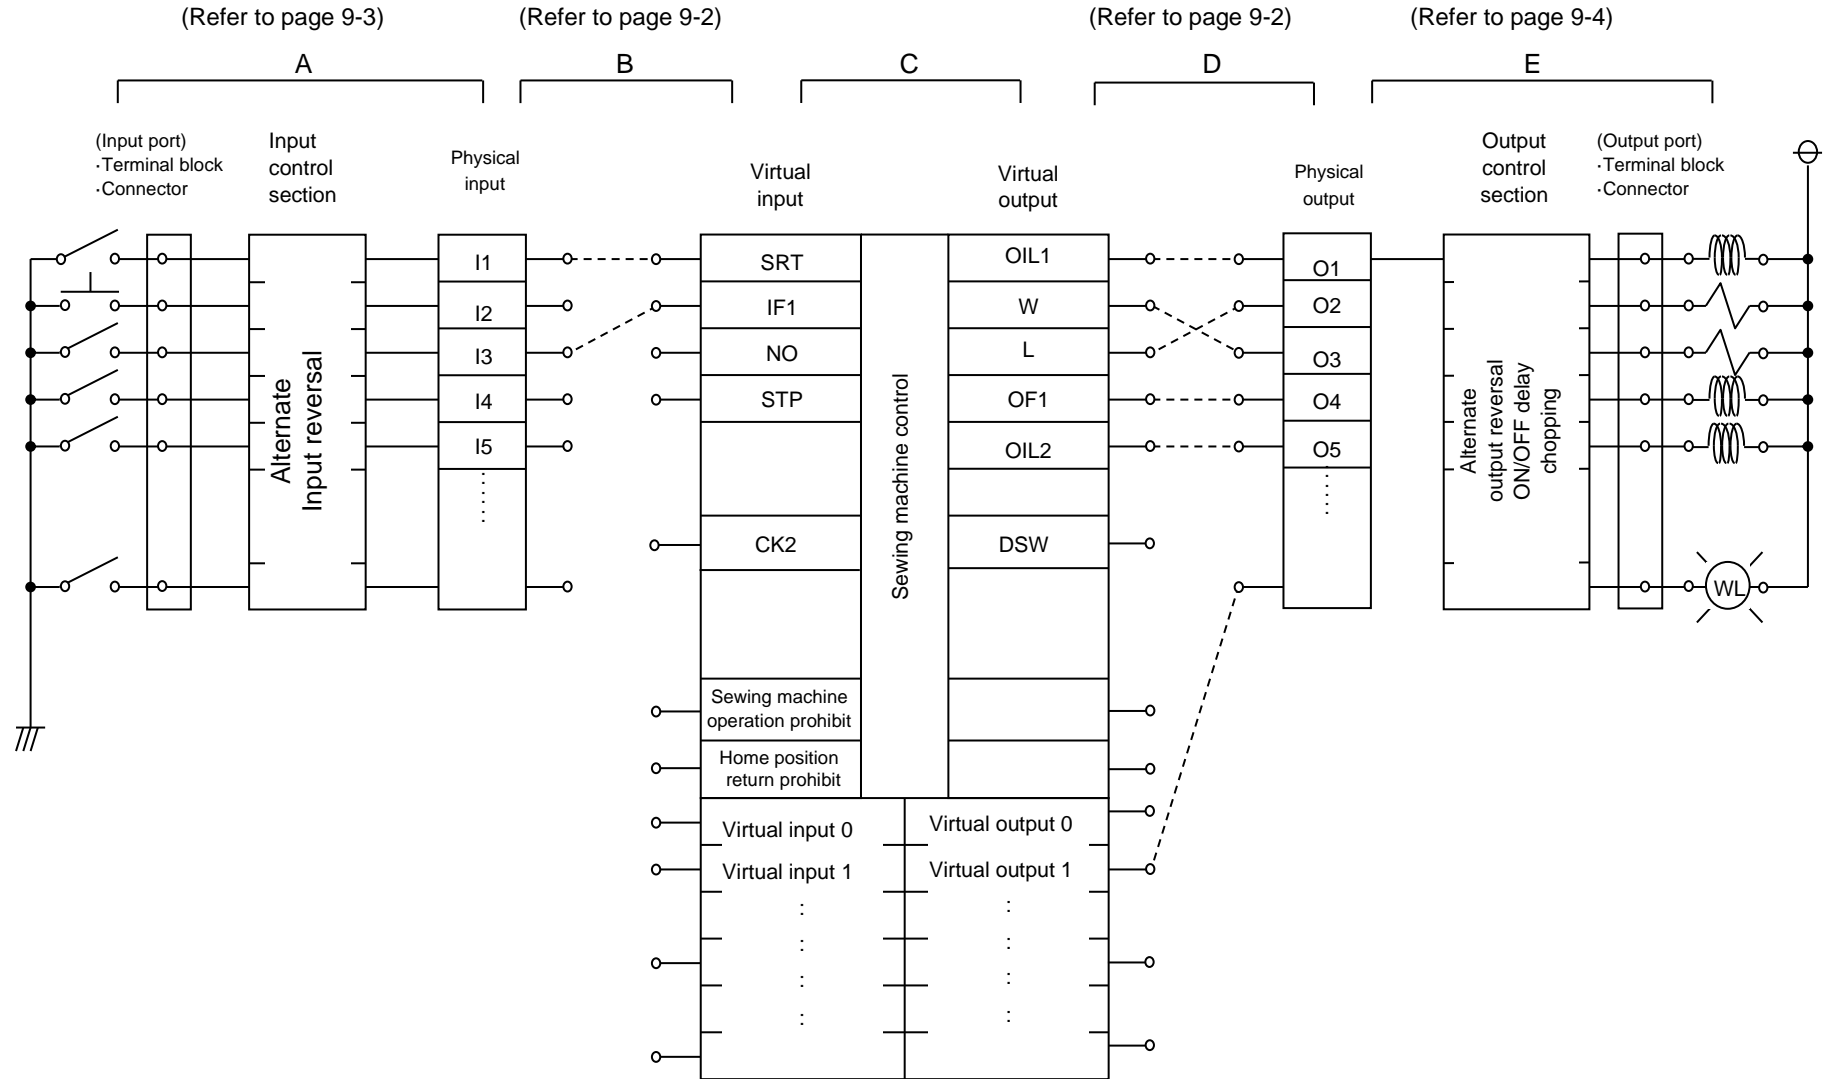 (Refer to page 9-3)
(Refer to page 9-2)
(Refer to page 9-2)
(Refer to page 9-4)
A
B
C
D
E
(Input port)
·Terminal block
·Connector
Input
control
section
Physical
input
Virtual
input
Virtual
output
Physical
output
Output
control
section
(Output port)
·Terminal block
·Connector
Alternate
Input reversal
I1
I2
I3
I4
I5
SRT
IF1
NO
STP
CK2
Sewing machine
operation prohibit
Home position
return prohibit
Virtual input 0
Virtual input 1
Sewing machine control
OIL1
W
L
OF1
OIL2
DSW
Virtual output 0
Virtual output 1
O1
O2
O3
O4
O5
Alternate
output reversal
ON/OFF delay
chopping
WL